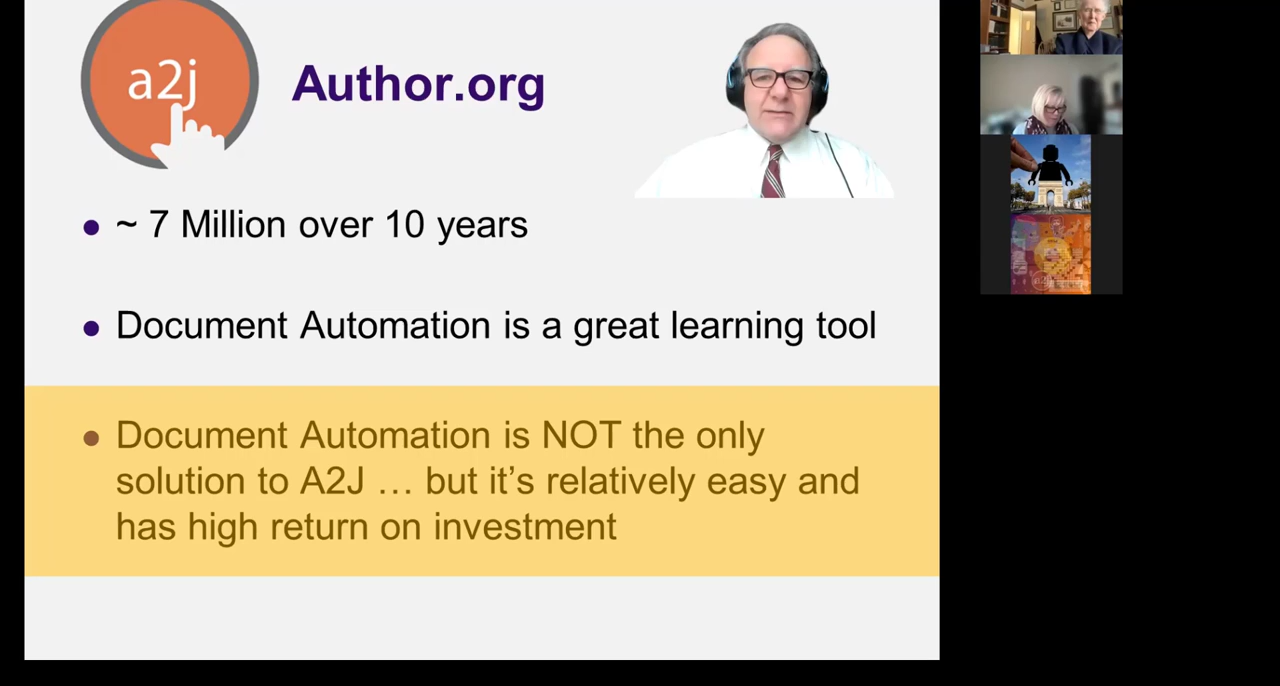 a2j
Author.org
~ 7 Million over 10 years
Document Automation is a great learning tool
Document Automation is NOT the only
solution to A2J … but it’s relatively easy and
has high return on investment